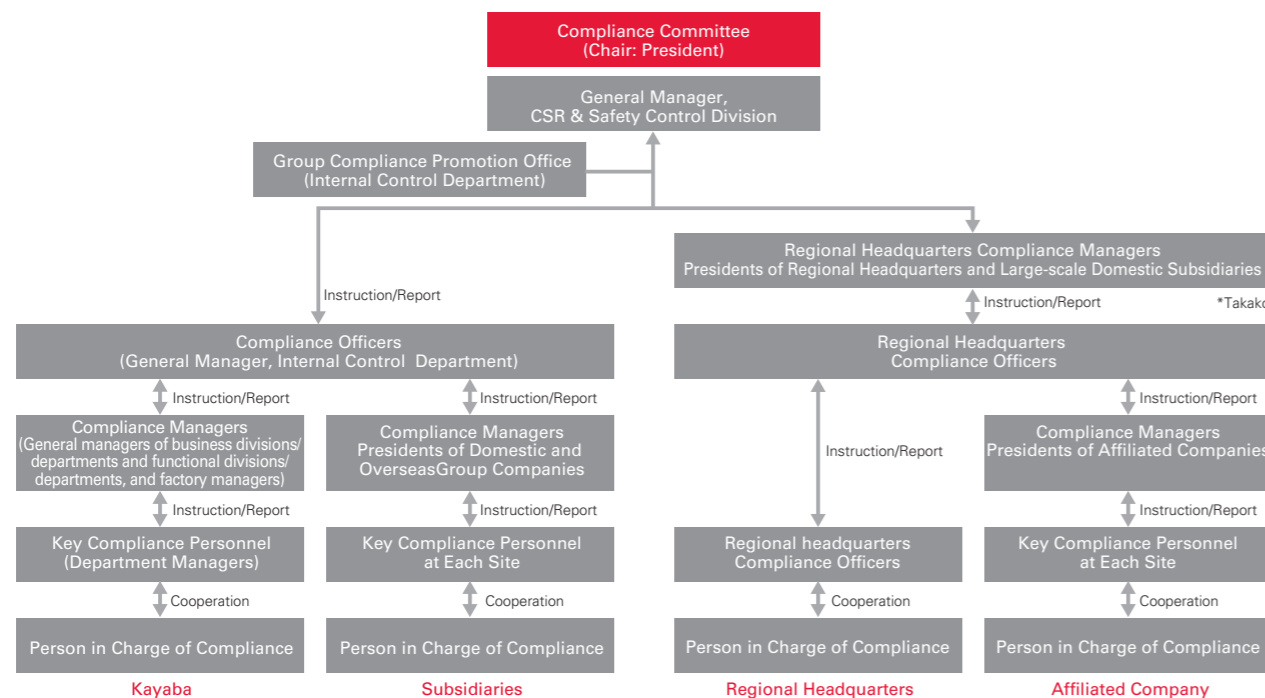 Compliance Committee
(Chair: President)
General Manager,
CSR & Safety Control Division
Group Compliance Promotion Office
(Internal Control Department)
Regional Headquarters Compliance Managers
Presidents of Regional Headquarters and Large-scale Domestic Subsidiaries
Instruction/Report
Instruction/Report
*Takako
Compliance Officers
(General Manager, Internal Control Department)
Regional Headquarters
Compliance Officers
Instruction/Report
Instruction/Report
Instruction/Report
Compliance Managers
(General managers of business divisions/
departments and functional divisions/
departments, and factory managers)
Compliance Managers
Presidents of Domestic and
OverseasGroup Companies
Instruction/Report
Compliance Managers
Presidents of Affiliated Companies
Instruction/Report
Instruction/Report
Instruction/Report
Key Compliance Personnel
(Department Managers)
Key Compliance Personnel
at Each Site
Regional headquarters
Compliance Officers
Key Compliance Personnel
at Each Site
Cooperation
Cooperation
Cooperation
Cooperation
Person in Charge of Compliance
Person in Charge of Compliance
Person in Charge of Compliance
Person in Charge of Compliance
Kayaba
Subsidiaries
Regional Headquarters
Affiliated Company